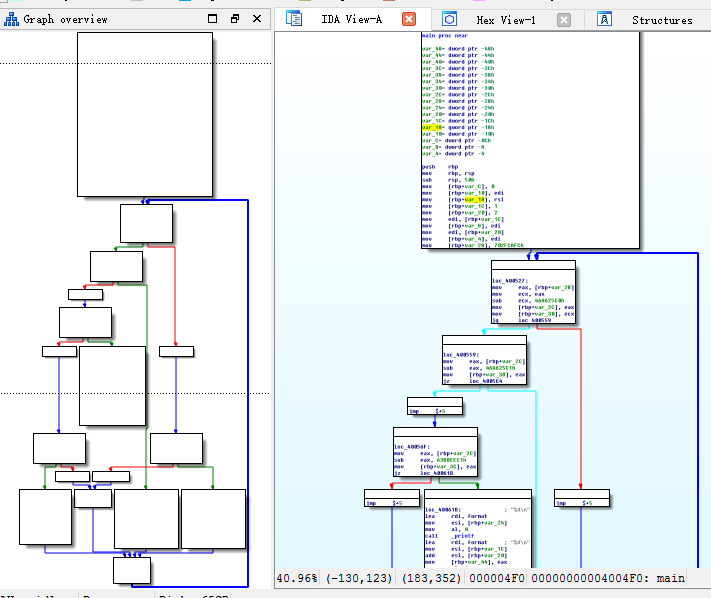 Graph overview
IDA View-A
Hex View-1
Structures
main proc near
var_48= dword ptr -48h
var_44= dword ptr -44h
var_40= dword ptr -40h
var_3C= dword ptr -3Ch
var_38= dword ptr -38h
var_34= dword ptr -34h
var_30= dword ptr -30h
var_2C= dword ptr -2Ch
var_28= dword ptr -28h
var_24= dword ptr -24h
var_20= dword ptr -20h
var_1C= dword ptr -1Ch
var_18= qword ptr -18h
var_10= dword ptr -10h
var_C= dword ptr -0Ch
var_8= dword ptr -8
var_4= dword ptr -4
push rbp
mov rbp, rsp
sub rsp, 50h
mov [rbp+var_C], 0
mov [rbp+var_10], edi
mov [rbp+var_18], rsi
mov [rbp+var_1C], 1
mov [rbp+var_20], 2
mov edi, [rbp+var_1C]
mov [rbp+var_8], edi
mov edi, [rbp+var_20]
mov [rbp+var_4], edi
mov [rbp+var_28],
loc_400527:
mov eax, [rbp+var_28]
mov ecx, eax
sub ecx,
mov [rbp+var_2C], eax
mov [rbp+var_30], ecx
jg loc_400559
loc_400559:
mov eax, [rbp+var_2C]
sub eax,
mov [rbp+var_38], eax
jz loc_4005C4
jmp $+5
loc_40056F:
mov eax, [rbp+var_2C]
sub eax,
mov [rbp+var_3C], eax
jz loc_40061B
jmp $+5
jmp $+5
loc_40061B: ; "%d\n"
lea rdi, format
mov esi, [rbp+var_24]
mov al, 0
call _printf
lea rdi, format ; "%d\n"
mov esi, [rbp+var_1C]
add esi, [rbp+var_20]
mov [rbp+var_44], eax
40.96% (-130,123) (183,352) 000004F0 00000000004004F0: main